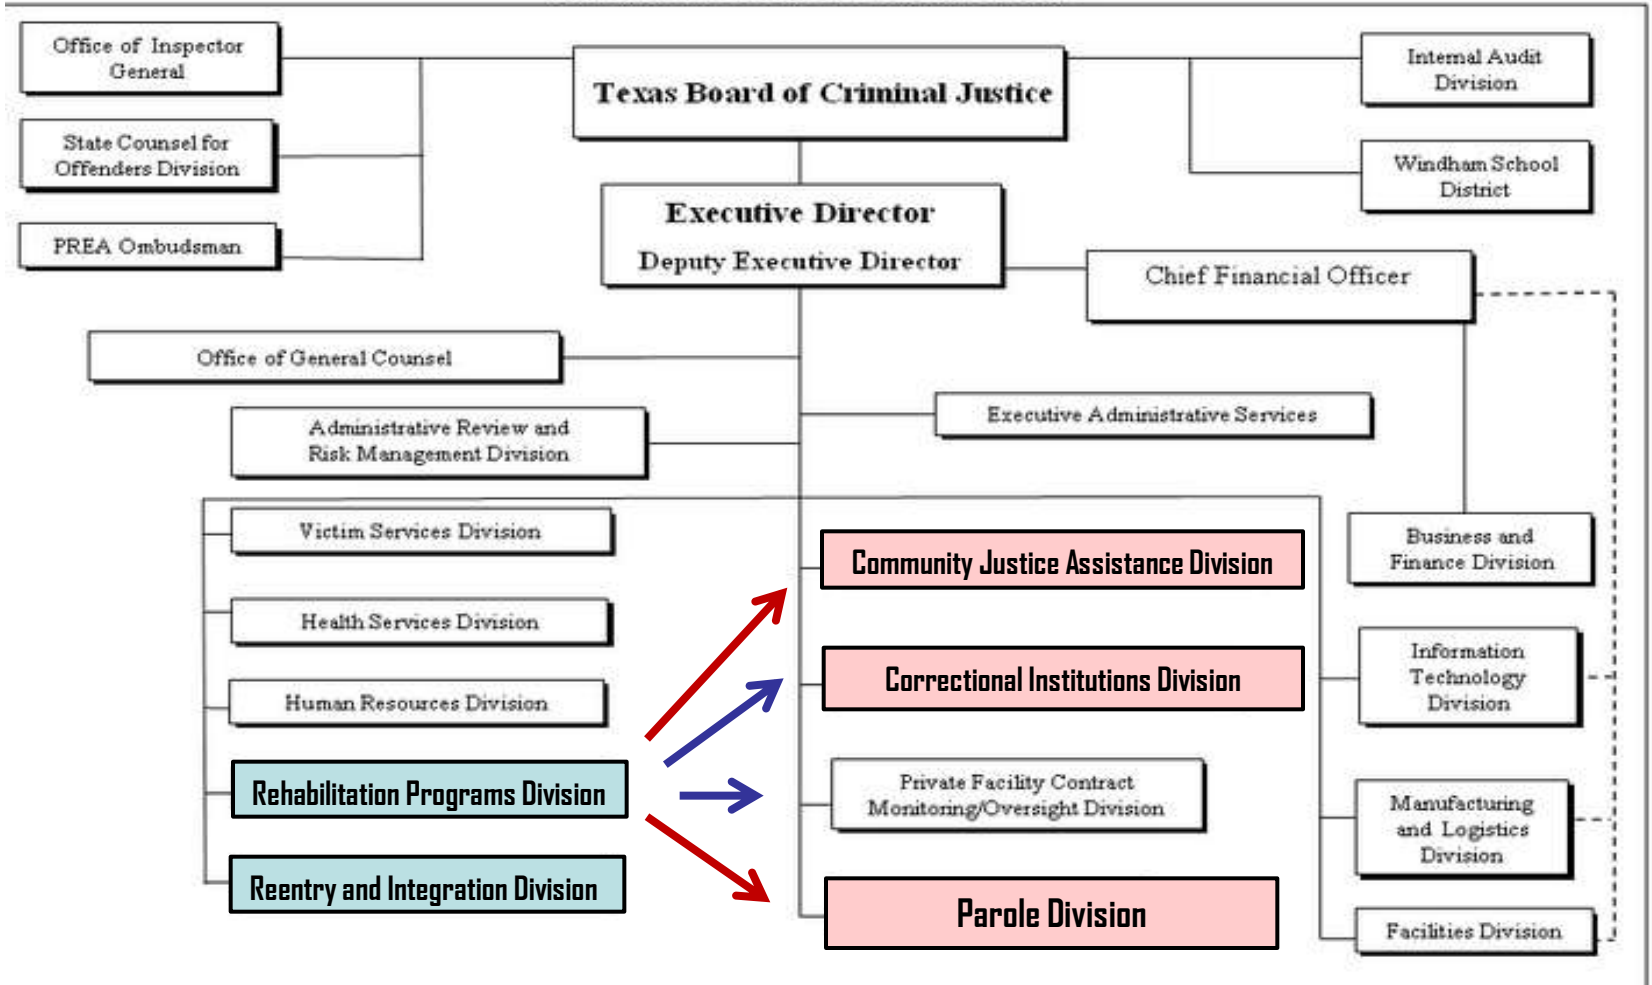 Office of Inspector
General
Texas Board of Criminal Justice
Internal Audit
Division
State Counsel for
Offenders Division
Windham School
District
PREA Ombudsman
Executive Director
Deputy Executive Director
Chief Financial Officer
Office of General Counsel
Executive Administrative Services
Administrative Review and
Risk Management Division
Victim Services Division
Health Services Division
Human Resources Division
Rehabilitation Programs Division
Reentry and Integration Division
Community Justice Assistance Division
Correctional Institutions Division
Private Facility Contract
Monitoring/Oversight Division
Parole Division
Business and
Finance Division
Information
Technology
Division
Manufacturing
and Logistics
Division
Facilities Division